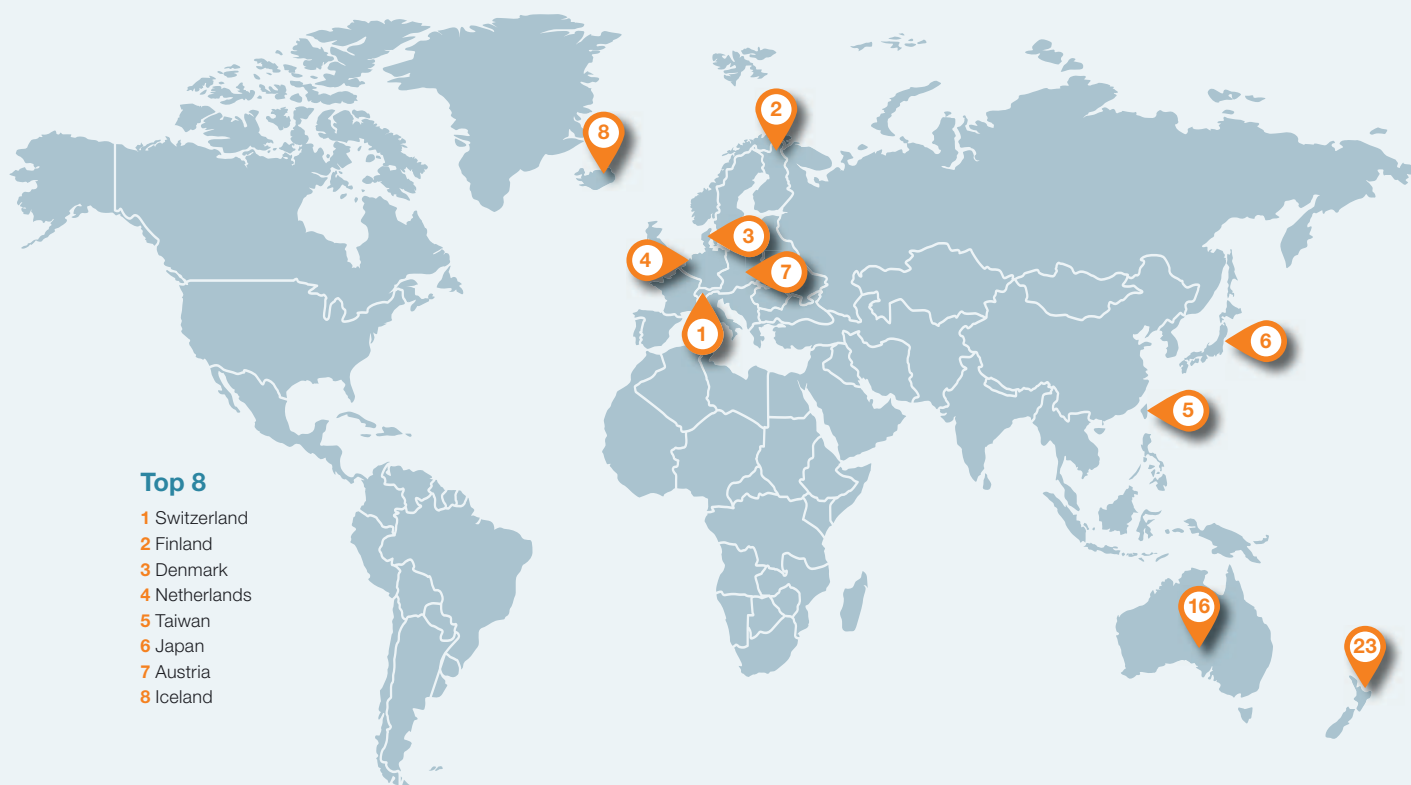 2
8
3
4
7
1
6
5
Top 8
1 Switzerland
2 Finland
3 Denmark
4 Netherlands
5 Taiwan
6 Japan
7 Austria
8 Iceland
16
23